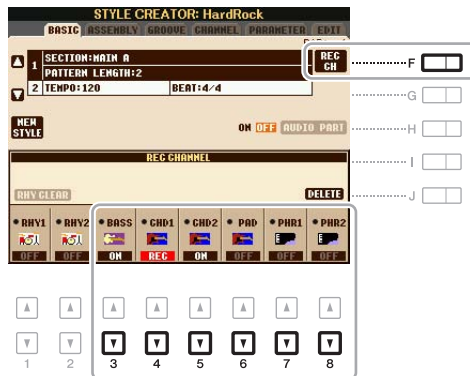 STYLE CREATOR: HardRock
BASIC ASSEMBLY GROOVE CHANNEL PARAMETER EDIT
1 SECTION:MAIN A
PATTERN LENGTH:2
2 TEMPO:120 BEAT:4/4
REC CH
F
G
NEW STYLE
ON OFF AUDIO PART
H
REC CHANNEL
I
RHY CLEAR
DELETE
J
RHY1 RHY2 BASS CHD1 CHD2 PAD PHR1 PHR2
OFF OFF ON REC ON OFF OFF OFF
1 2 3 4 5 6 7 8